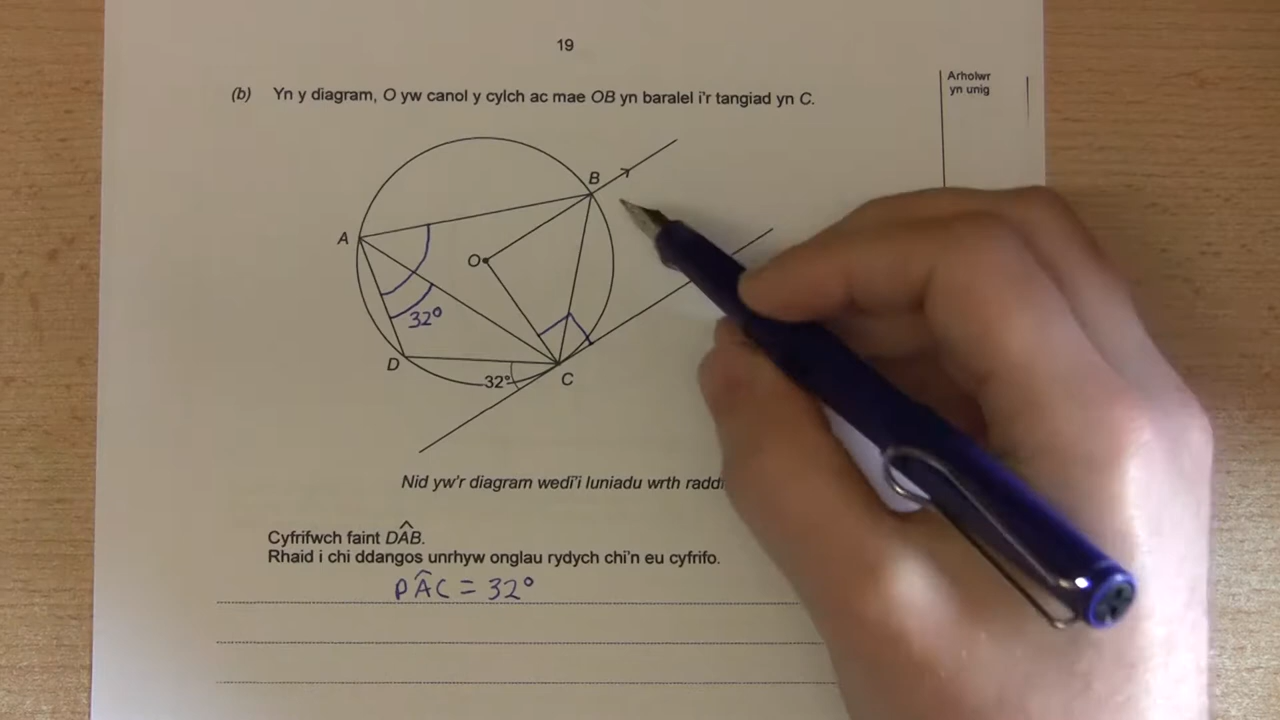 19
Arholwr
yn unig
(b) Yn y diagram, O yw canol y cylch ac mae OB yn baralel i'r tangiad yn C.
B
A
O
32°
D
32°
C
Nid yw'r diagram wedi'i luniadu wrth
Cyfrifwch faint DÂB.
Rhaid i chi ddangos unrhyw onglau rydych chi'n eu cyfrifo.
DÂC = 32°